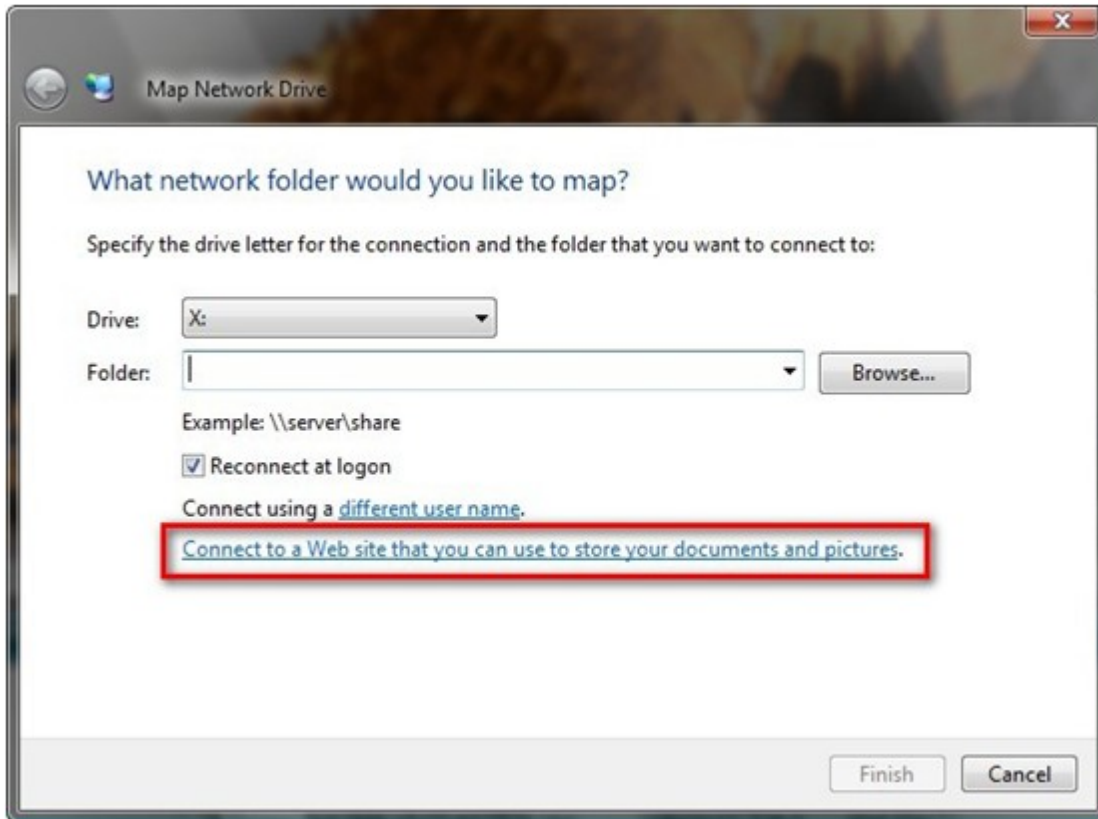 Map Network Drive
What network folder would you like to map?
Specify the drive letter for the connection and the folder that you want to connect to:
Drive: X:
Folder: Browse...
Example: \\server\share
Reconnect at logon
Connect using a different user name.
Connect to a Web site that you can use to store your documents and pictures.
Finish Cancel